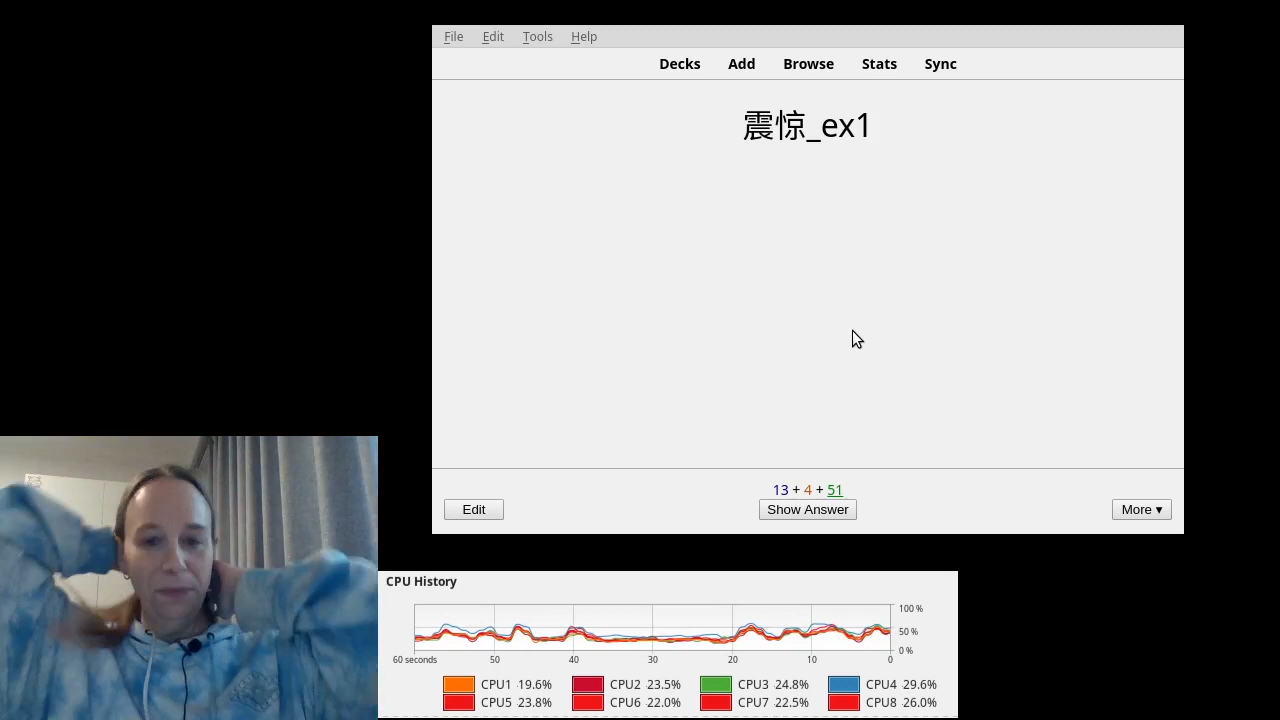 File Edit Tools Help
Decks Add Browse Stats Sync
震惊_ex1
13 + 4 + 51
Edit Show Answer More ▾
CPU History
100 %
50 %
0 %
60 seconds 50 40 30 20 10 0
CPU1 19.6% CPU2 23.5% CPU3 24.8% CPU4 29.6%
CPU5 23.8% CPU6 22.0% CPU7 22.5% CPU8 26.0%